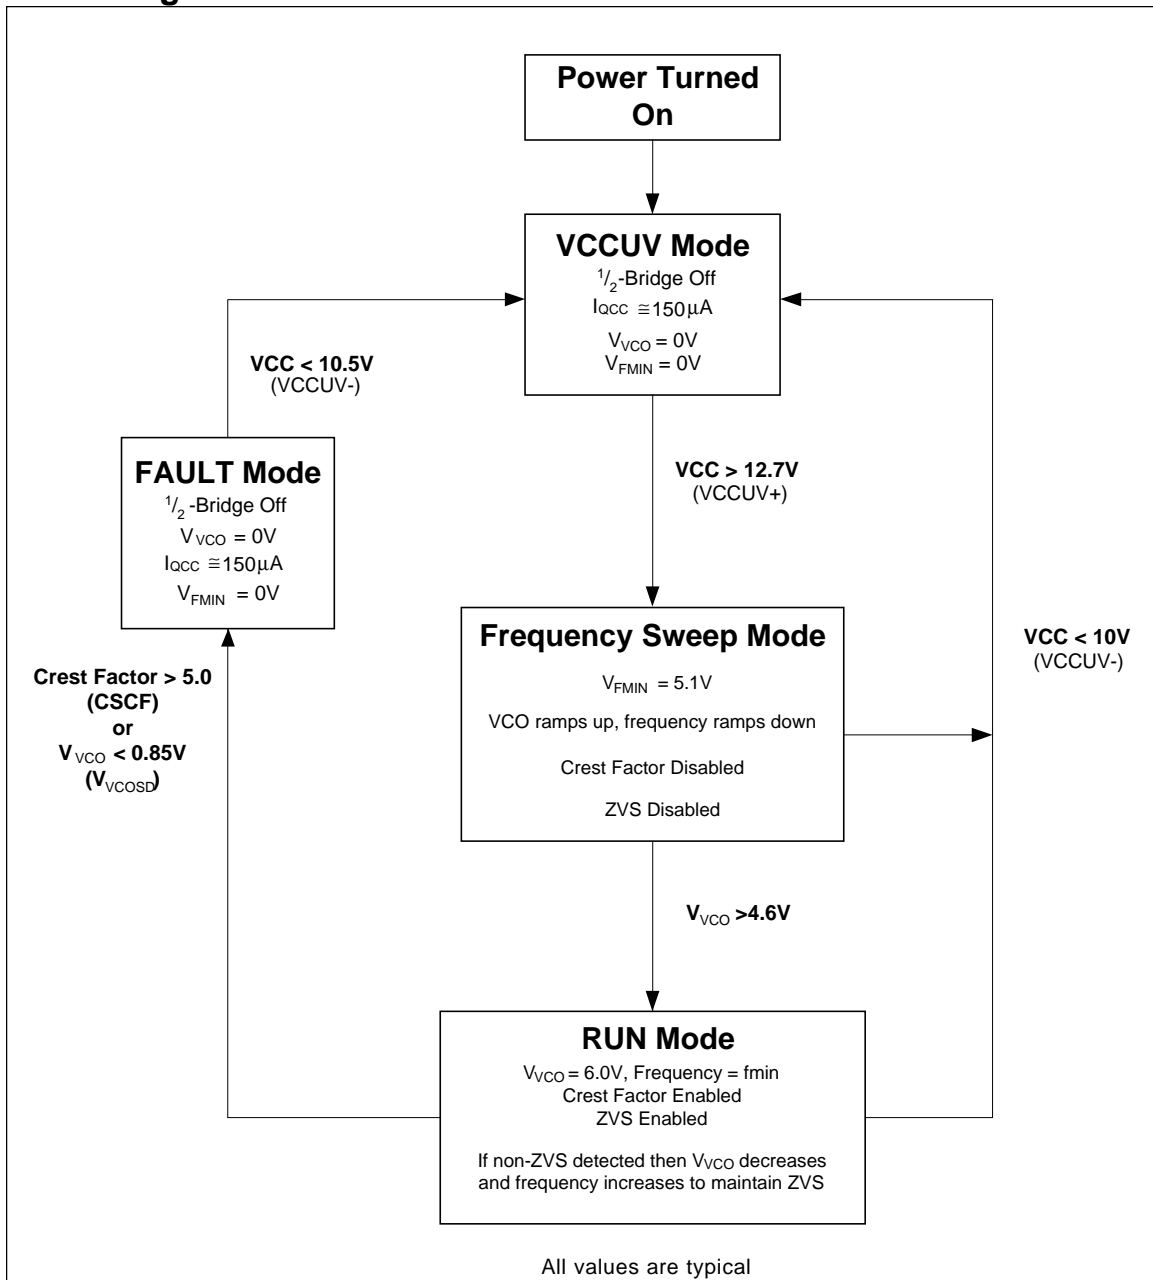 Power Turned
On
VCCUV Mode
1/2-Bridge Off
IQCC ≅150µA
VVCO = 0V
VFMIN = 0V
VCC < 10.5V
(VCCUV-)
VCC > 12.7V
(VCCUV+)
FAULT Mode
1/2 -Bridge Off
VVCO = 0V
IQCC ≅150µA
VFMIN = 0V
Frequency Sweep Mode
VFMIN = 5.1V
VCO ramps up, frequency ramps down
Crest Factor Disabled
ZVS Disabled
VCC < 10V
(VCCUV-)
Crest Factor > 5.0
(CSCF)
or
VVCO < 0.85V
(VVCOSD)
VVCO >4.6V
RUN Mode
VVCO = 6.0V, Frequency = fmin
Crest Factor Enabled
ZVS Enabled
If non-ZVS detected then VVCO decreases
and frequency increases to maintain ZVS
All values are typical